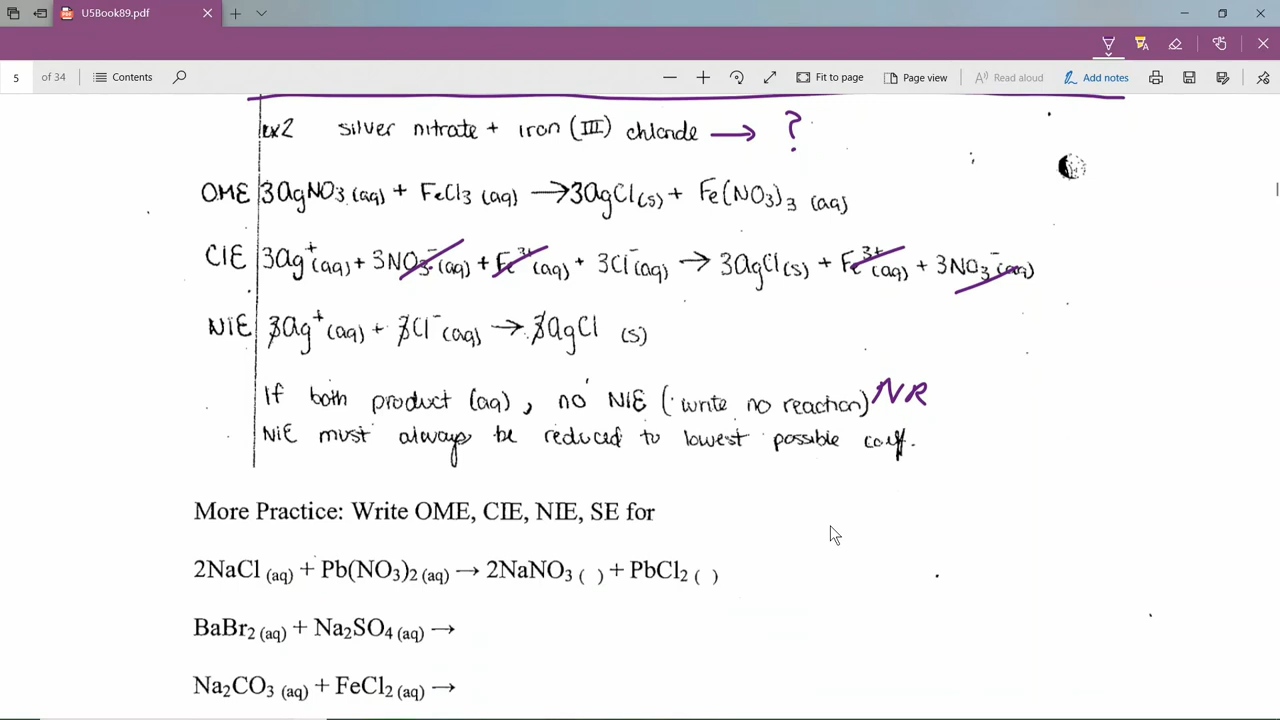 U5Book89.pdf
5 of 34 Contents Fit to page Page view Read aloud Add notes
ex2 silver nitrate + iron (III) chloride → ?
OME 3AgNO₃ (aq) + FeCl₃ (aq) → 3AgCl (s) + Fe(NO₃)₃ (aq)
CIE 3Ag⁺(aq) + 3NO₃⁻(aq) + Fe³⁺(aq) + 3Cl⁻(aq) → 3AgCl(s) + Fe³⁺(aq) + 3NO₃⁻(aq)
NIE 3Ag⁺(aq) + 3Cl⁻(aq) → 3AgCl (s)
If both product (aq), no NIE (write no reaction) NR
NIE must always be reduced to lowest possible coeff.
More Practice: Write OME, CIE, NIE, SE for
2NaCl (aq) + Pb(NO₃)₂ (aq) → 2NaNO₃ ( ) + PbCl₂ ( )
BaBr₂ (aq) + Na₂SO₄ (aq) →
Na₂CO₃ (aq) + FeCl₂ (aq) →